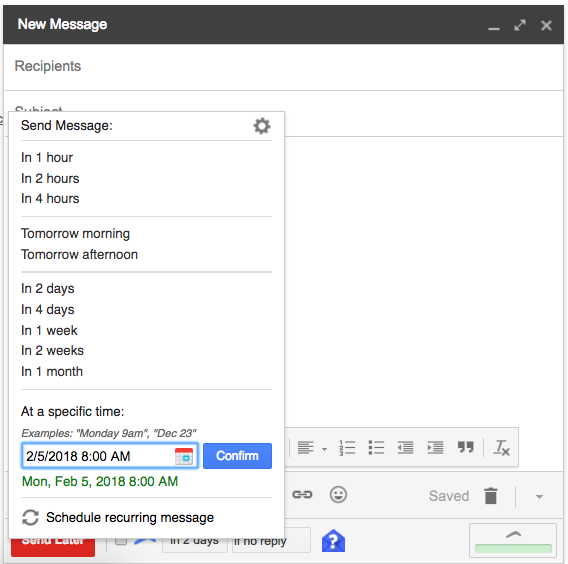 New Message
Recipients
Subject
Send Message:
In 1 hour
In 2 hours
In 4 hours
Tomorrow morning
Tomorrow afternoon
In 2 days
In 4 days
In 1 week
In 2 weeks
In 1 month
At a specific time:
Examples: "Monday 9am", "Dec 23"
2/5/2018 8:00 AM Confirm
Mon, Feb 5, 2018 8:00 AM
Saved
Schedule recurring message
Send Later in 2 days if no reply